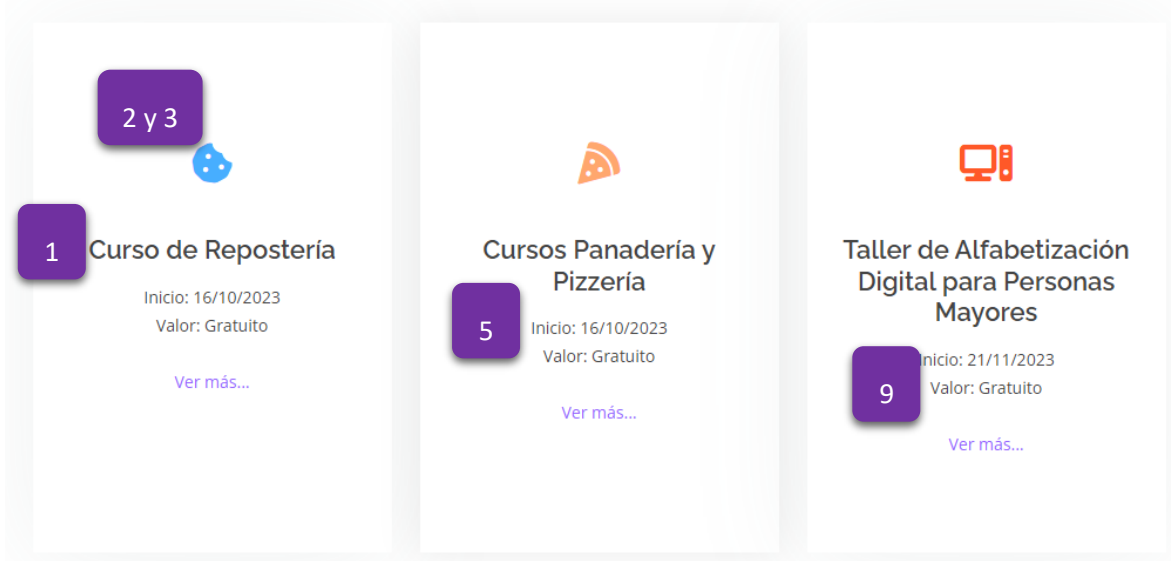 2 y 3
1
Curso de Repostería
Inicio: 16/10/2023
Valor: Gratuito
Ver más...
Cursos Panadería y
Pizzería
5
Inicio: 16/10/2023
Valor: Gratuito
Ver más...
Taller de Alfabetización
Digital para Personas
Mayores
Inicio: 21/11/2023
9
Valor: Gratuito
Ver más...